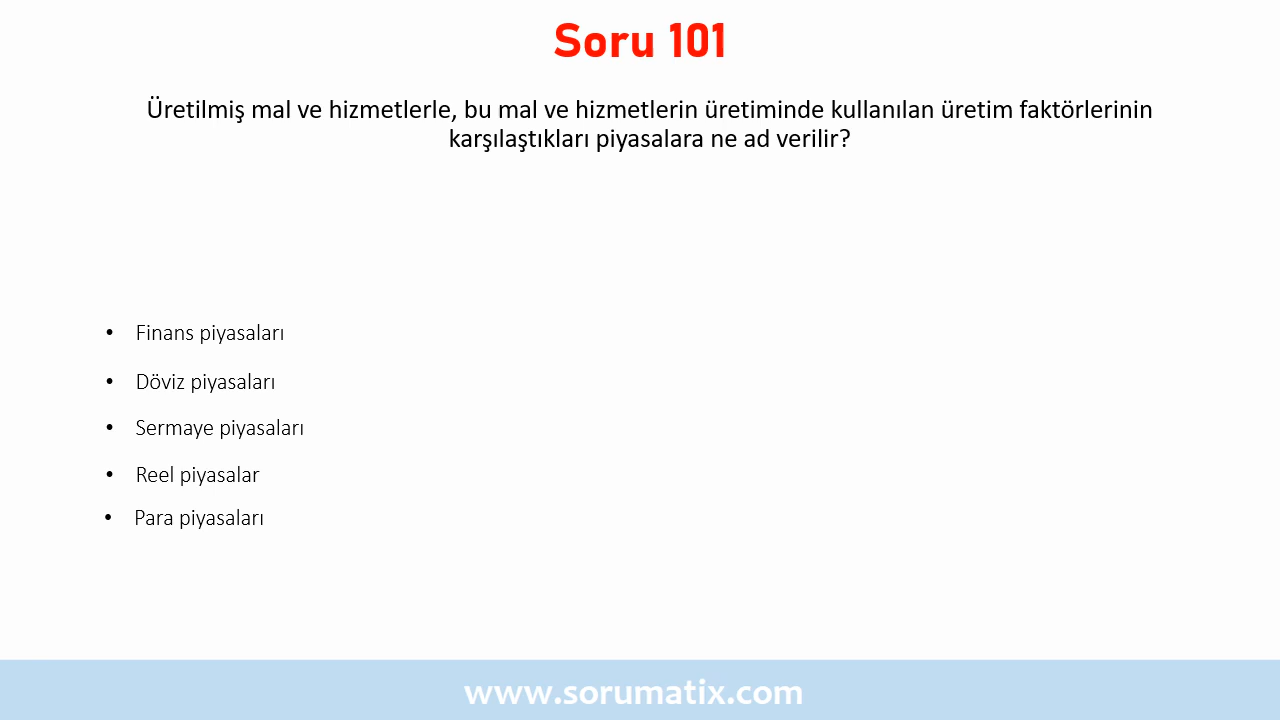 Soru 101
Üretilmiş mal ve hizmetlerle, bu mal ve hizmetlerin üretiminde kullanılan üretim faktörlerinin
karşılaştıkları piyasalara ne ad verilir?
• Finans piyasaları
• Döviz piyasaları
• Sermaye piyasaları
• Reel piyasalar
• Para piyasaları
www.sorumatix.com